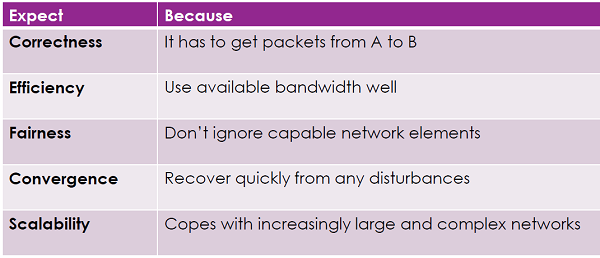 Expect Because
Correctness It has to get packets from A to B
Efficiency Use available bandwidth well
Fairness Don’t ignore capable network elements
Convergence Recover quickly from any disturbances
Scalability Copes with increasingly large and complex networks